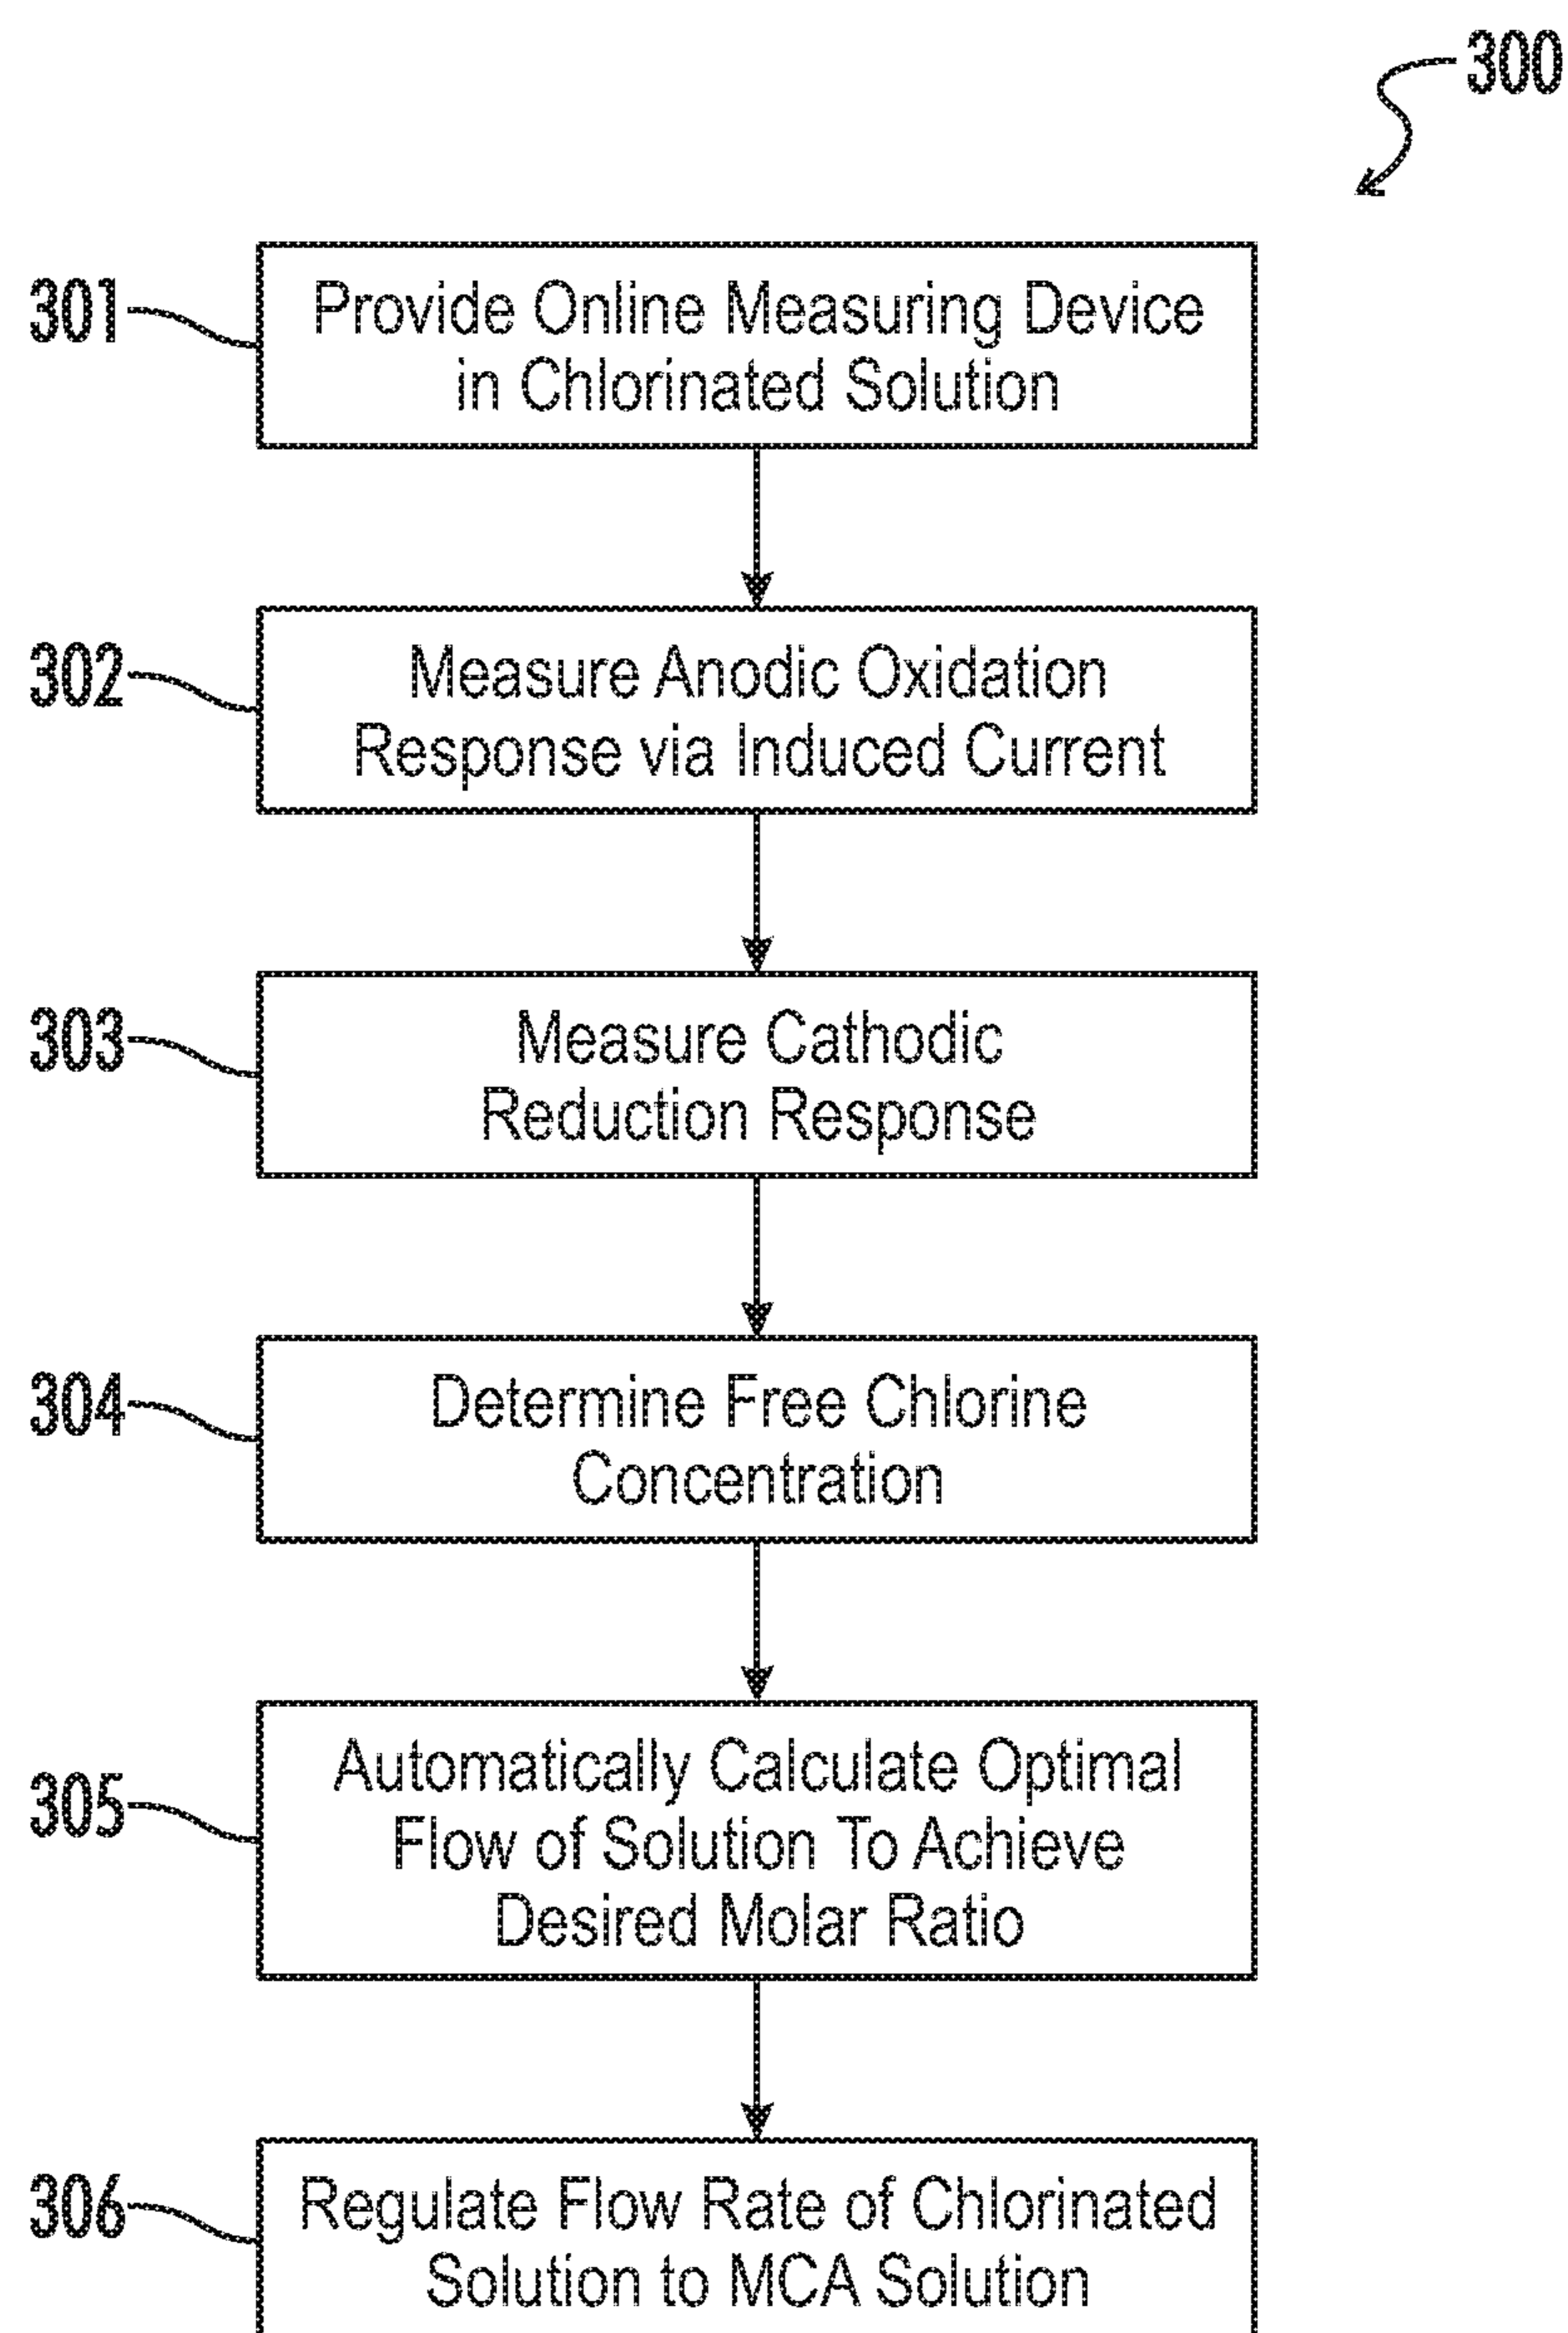 300
301
Provide Online Measuring Device
in Chlorinated Solution
302
Measure Anodic Oxidation
Response via Induced Current
303
Measure Cathodic
Reduction Response
304
Determine Free Chlorine
Concentration
305
Automatically Calculate Optimal
Flow of Solution To Achieve
Desired Molar Ratio
306
Regulate Flow Rate of Chlorinated
Solution to MCA Solution